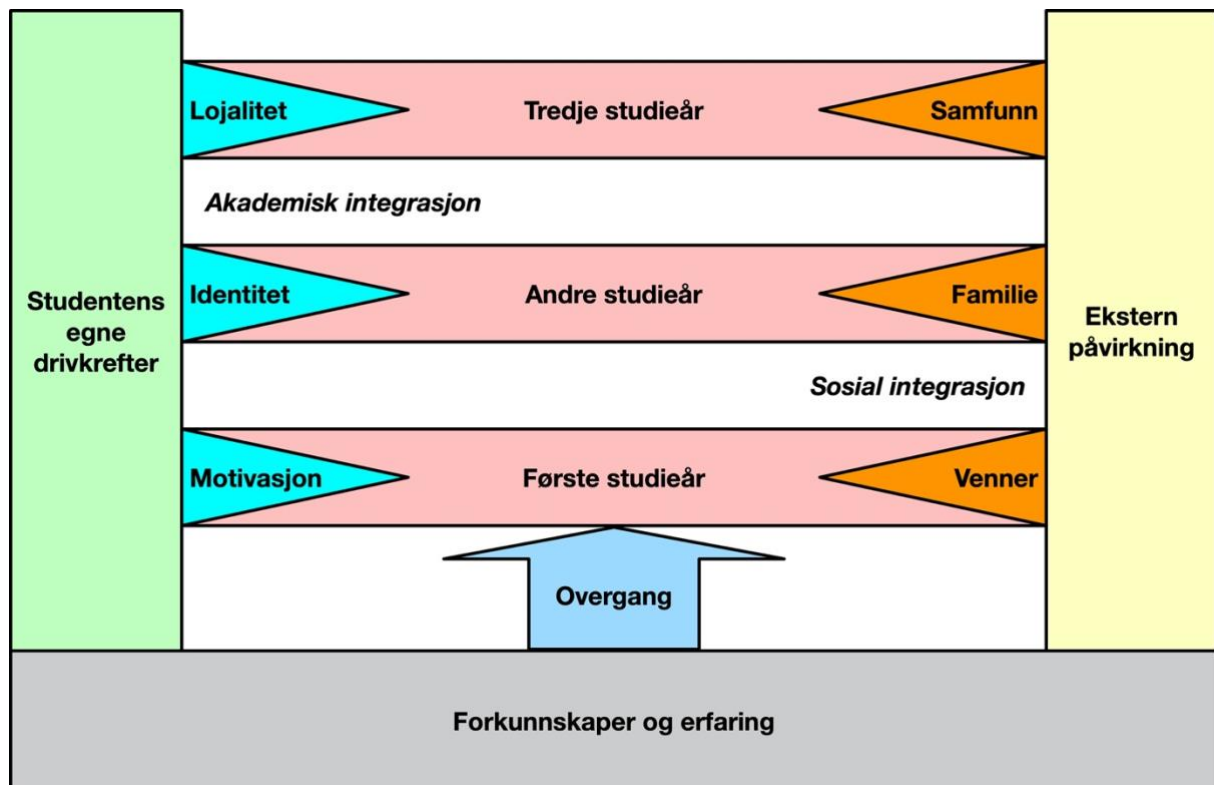 Lojalitet
Tredje studieår
Samfunn
Akademisk integrasjon
Identitet
Andre studieår
Familie
Studentens
egne
drivkrefter
Ekstern
påvirkning
Sosial integrasjon
Motivasjon
Første studieår
Venner
Overgang
Forkunnskaper og erfaring